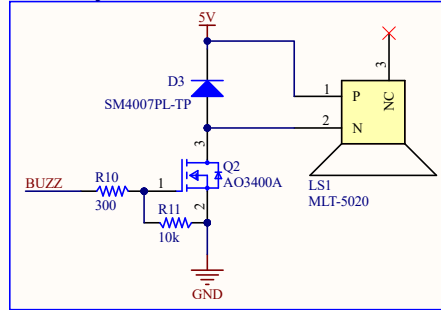 5V
D3
SM4007PL-TP
3
NC
1
P
2
N
3
Q2
AO3400A
LS1
MLT-5020
BUZZ
R10
300
1
R11
10k
2
GND